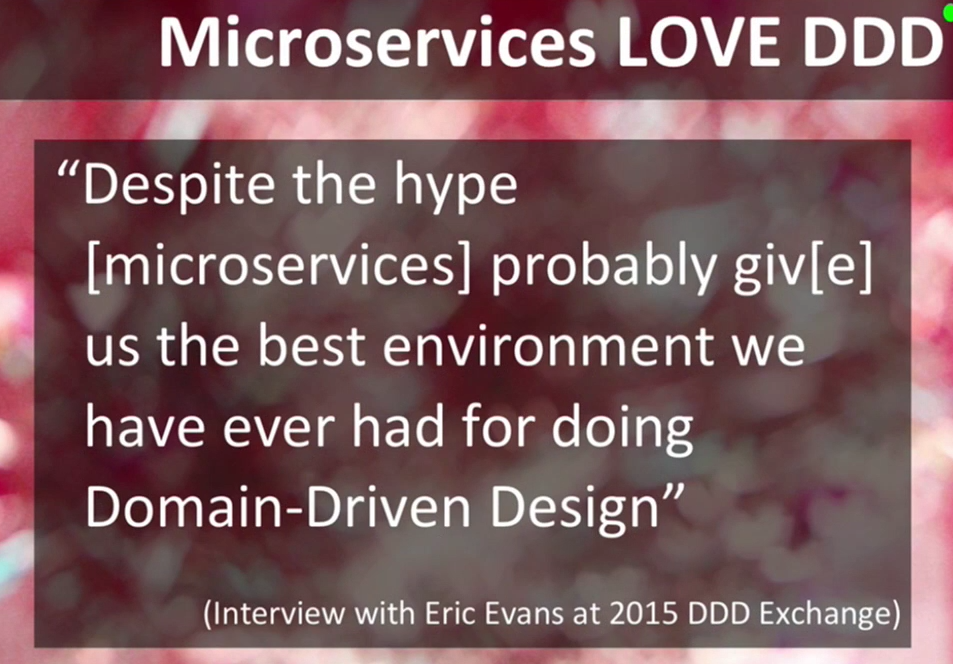 Microservices LOVE DDD
“Despite the hype
[microservices] probably giv[e]
us the best environment we
have ever had for doing
Domain-Driven Design”
(Interview with Eric Evans at 2015 DDD Exchange)